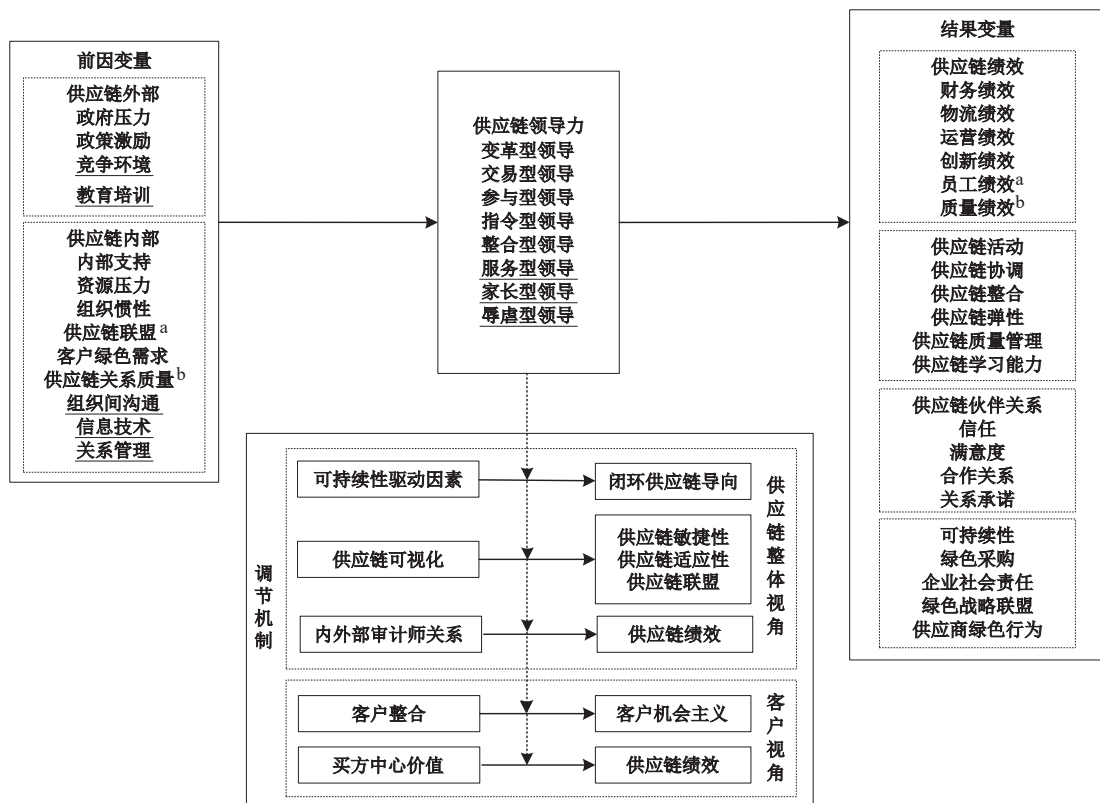 前因变量
供应链外部
政府压力
政策激励
竞争环境
教育培训
供应链内部
内部支持
资源压力
组织惯性
供应链联盟a
客户绿色需求
供应链关系质量b
组织间沟通
信息技术
关系管理
供应链领导力
变革型领导
交易型领导
参与型领导
指令型领导
整合型领导
服务型领导
家长型领导
辱虐型领导
结果变量
供应链绩效
财务绩效
物流绩效
运营绩效
创新绩效
员工绩效a
质量绩效b
供应链活动
供应链协调
供应链整合
供应链弹性
供应链质量管理
供应链学习能力
供应链伙伴关系
信任
满意度
合作关系
关系承诺
可持续性
绿色采购
企业社会责任
绿色战略联盟
供应商绿色行为
调节机制
可持续性驱动因素
闭环供应链导向
供应链可视化
供应链敏捷性
供应链适应性
供应链联盟
内外部审计师关系
供应链绩效
供应链整体视角
客户整合
客户机会主义
买方中心价值
供应链绩效
客户视角